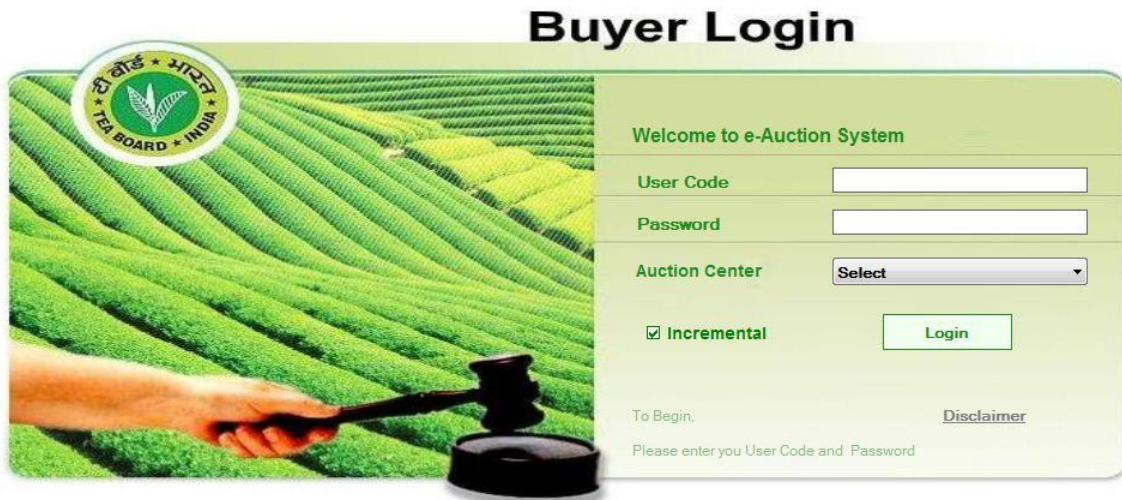 Buyer Login
टी बोर्ड * भारत
TEA BOARD * INDIA
Welcome to e-Auction System
User Code
Password
Auction Center Select
Incremental Login
To Begin, Disclaimer
Please enter you User Code and Password